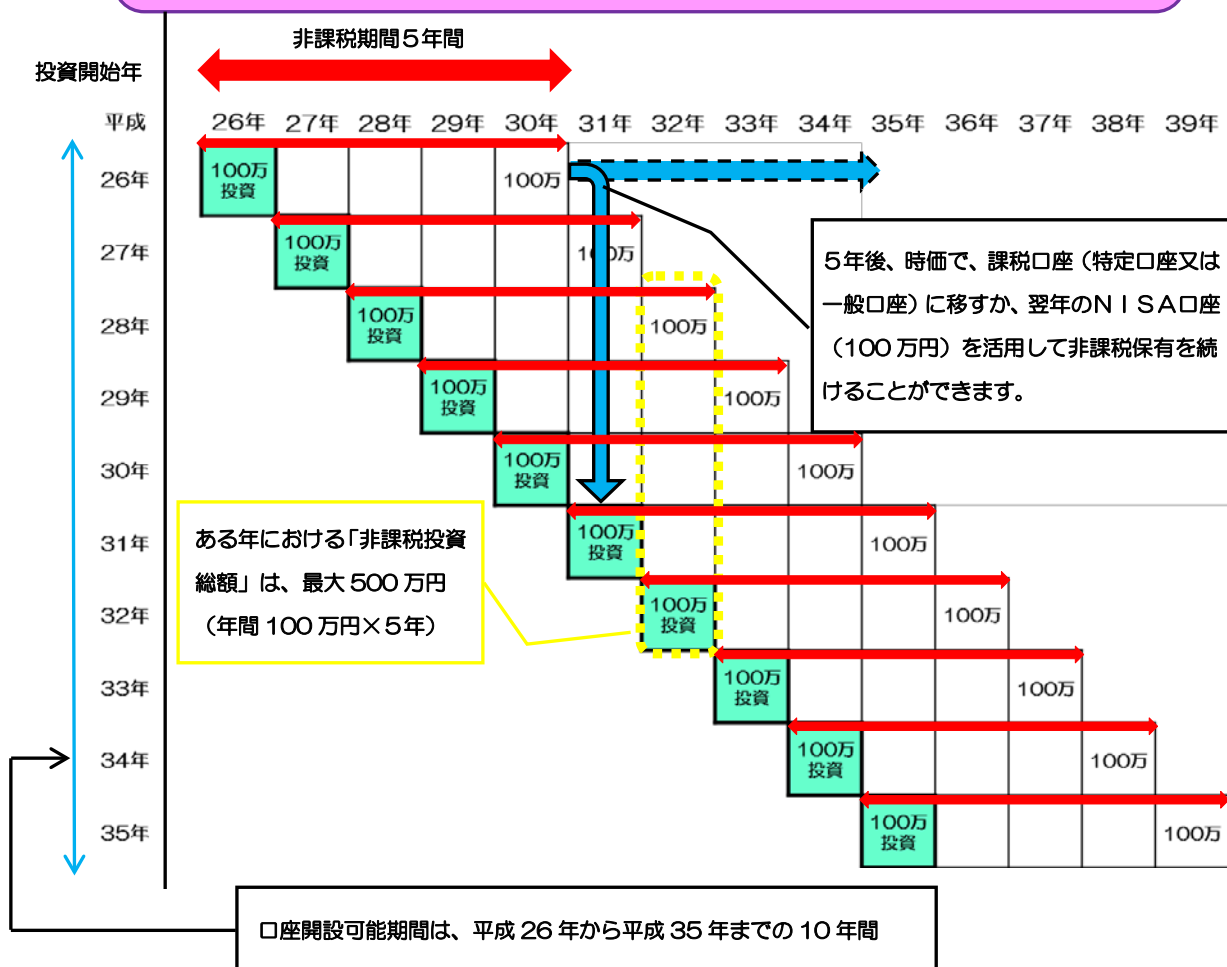 非課税期間5年間
投資開始年
平成 26年 27年 28年 29年 30年 31年 32年 33年 34年 35年 36年 37年 38年 39年
26年 100万 100万
投資
27年 100万 100万
投資
28年 100万 100万
投資
29年 100万 100万
投資
30年 100万 100万
投資
31年 100万 100万
投資
32年 100万 100万
投資
33年 100万 100万
投資
34年 100万 100万
投資
35年 100万 100万
投資
5年後、時価で、課税口座(特定口座又は
一般口座)に移すか、翌年のNISA口座
(100万円)を活用して非課税保有を続
けることができます。
ある年における「非課税投資
総額」は、最大500万円
(年間100万円×5年)
口座開設可能期間は、平成26年から平成35年までの10年間